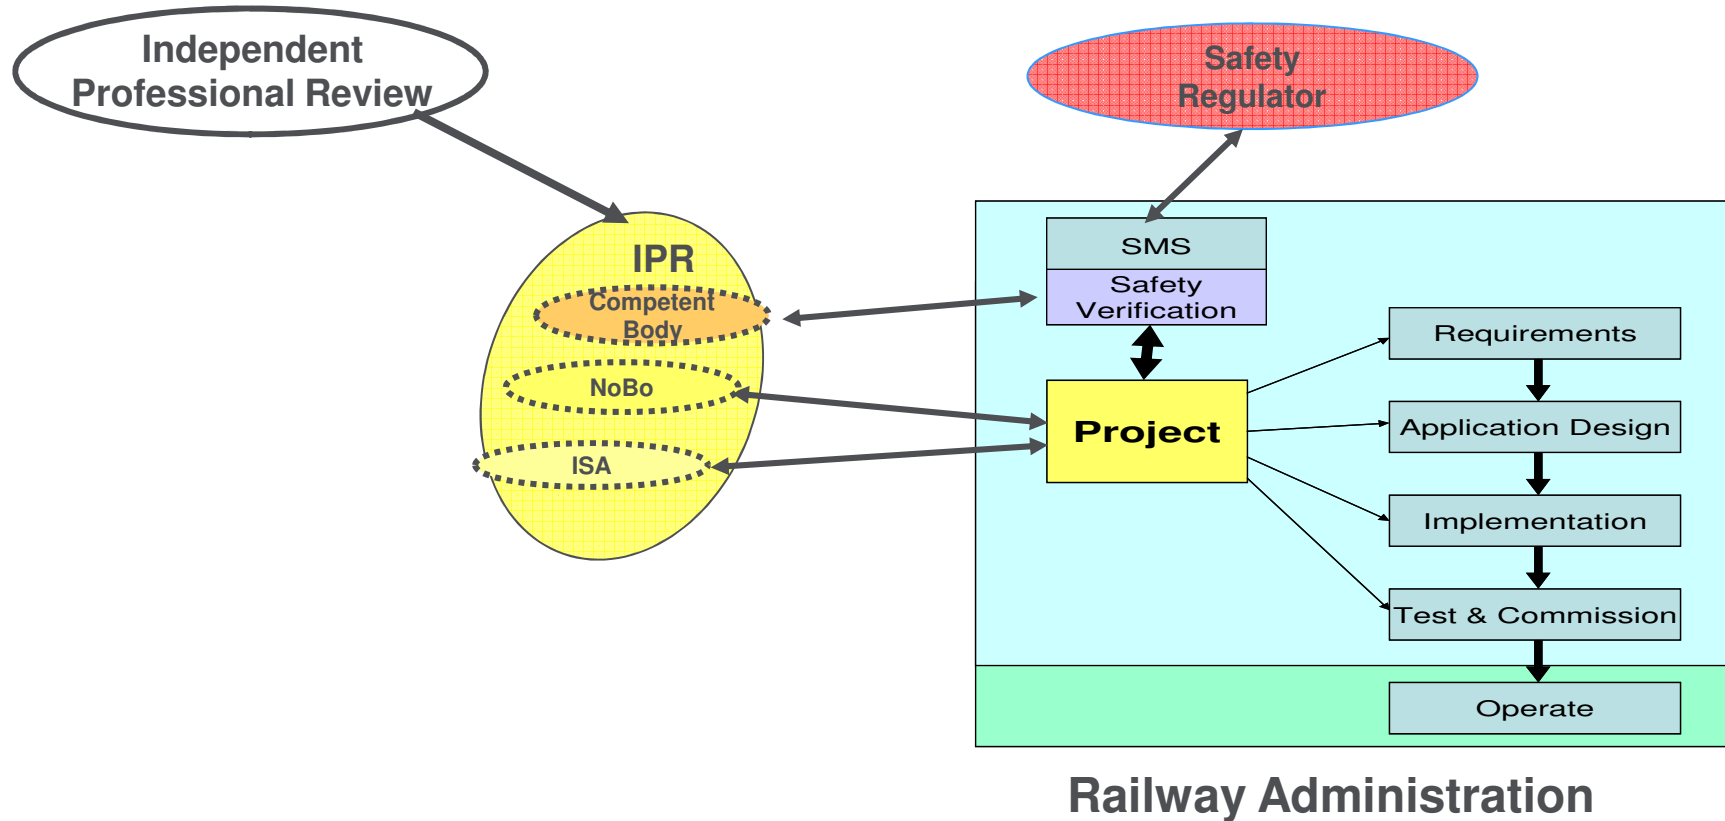 Independent
Professional Review
Safety
Regulator
IPR
Competent
Body
NoBo
ISA
SMS
Safety
Verification
Project
Requirements
Application Design
Implementation
Test & Commission
Operate
Railway Administration